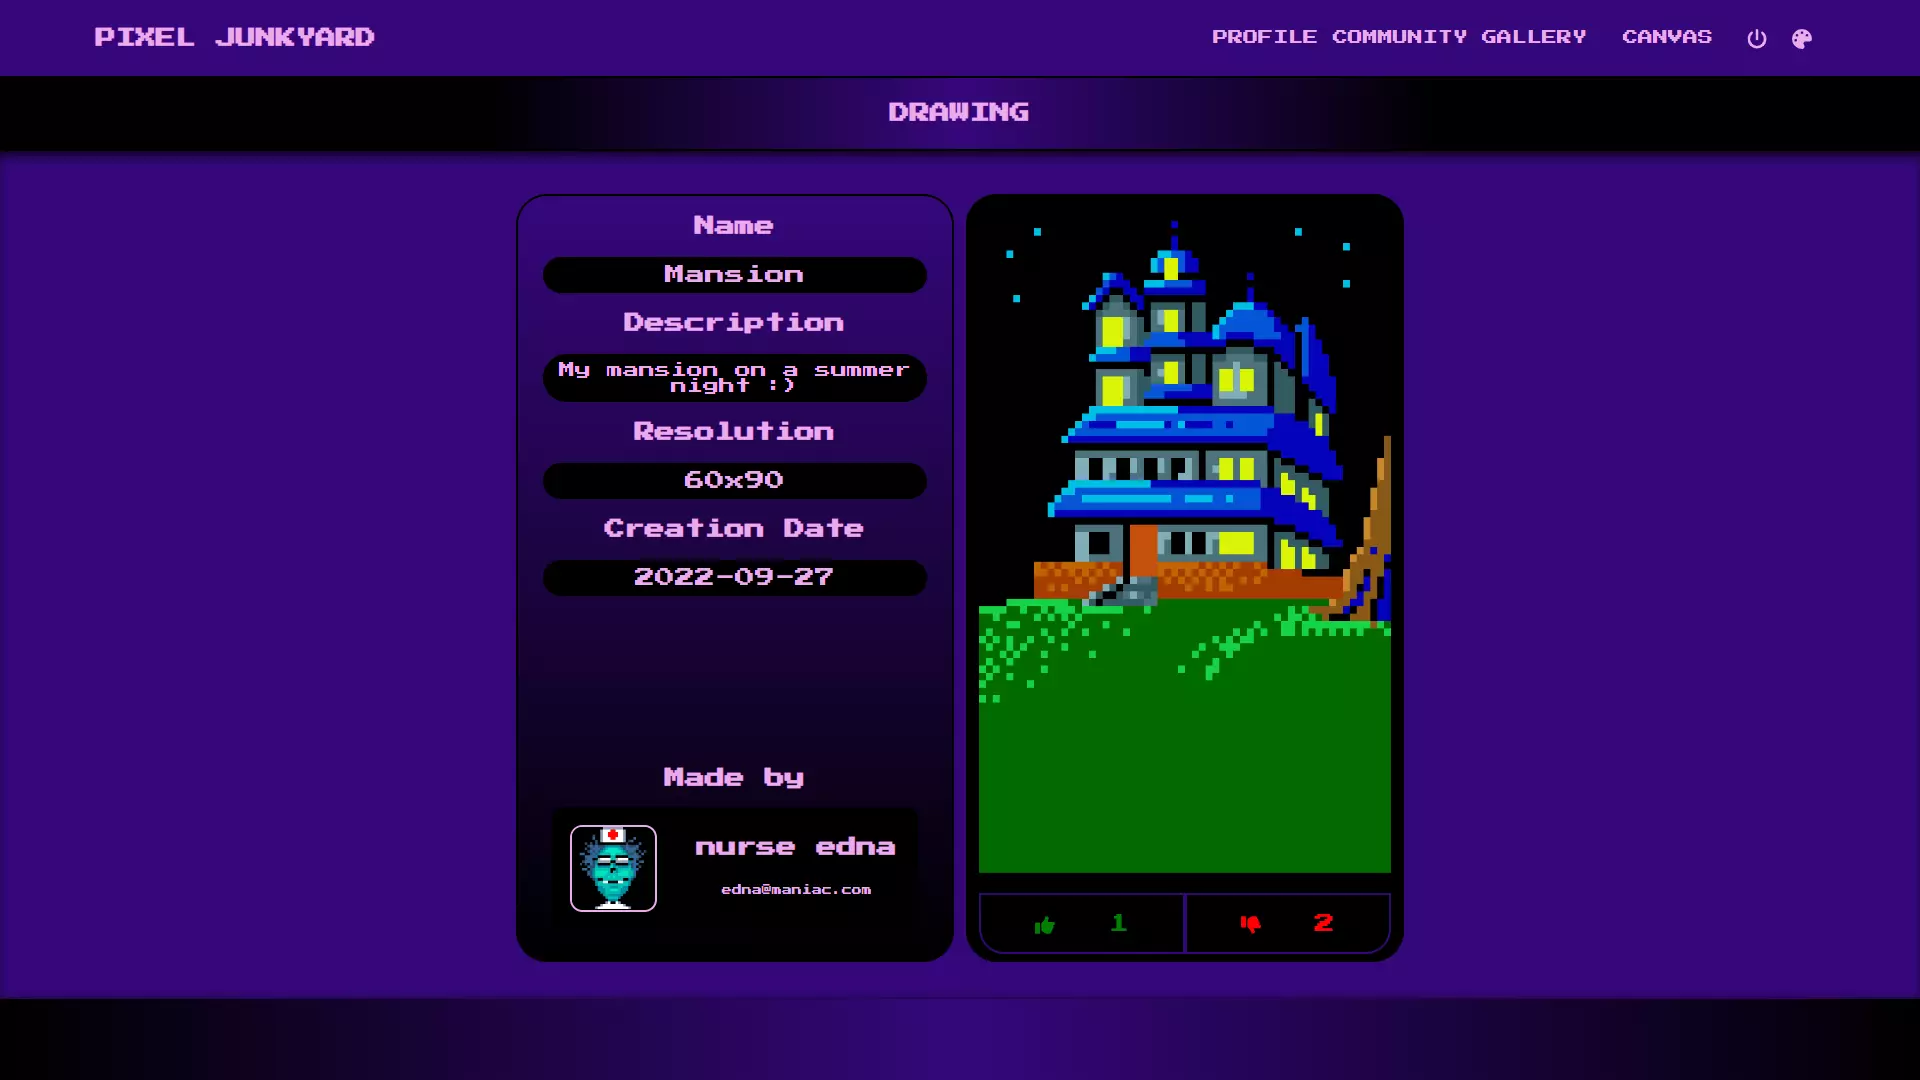 PIXEL JUNKYARD
PROFILE COMMUNITY GALLERY CANVAS
DRAWING
Name
Mansion
Description
My mansion on a summer
night :)
Resolution
60x90
Creation Date
2022-09-27
Made by
nurse edna
edna@maniac.com
1 2